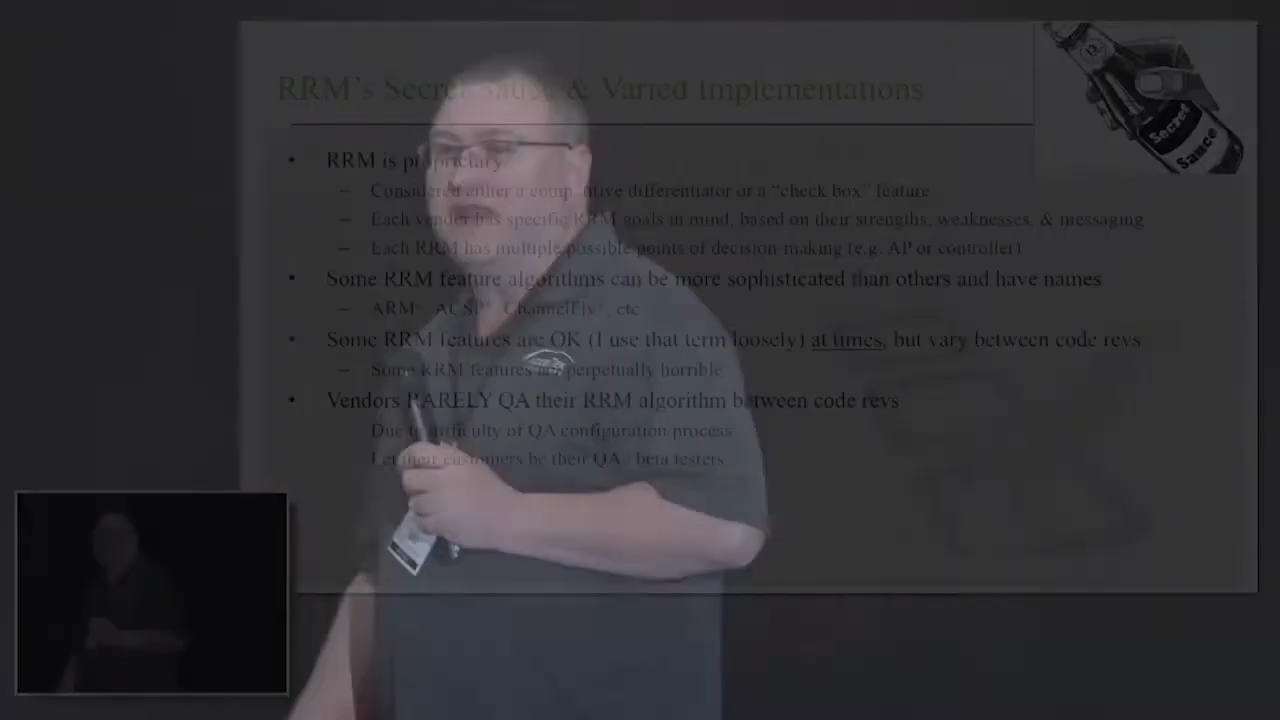 RRM's Secret Sauce & Varied Implementations
Secret
Sauce
• RRM is proprietary
– Considered either a competitive differentiator or a "check box" feature
– Each vendor has specific RRM goals in mind, based on their strengths, weaknesses, & messaging
– Each RRM has multiple possible points of decision-making (e.g. AP or controller)
• Some RRM feature algorithms can be more sophisticated than others and have names
– ARM, ACSP, ChannelFly, etc
• Some RRM features are OK (I use that term loosely) at times, but vary between code revs
– Some RRM features are perpetually horrible
• Vendors RARELY QA their RRM algorithm between code revs
Due to difficulty of QA configuration/process
Let their customers be their QA / beta testers